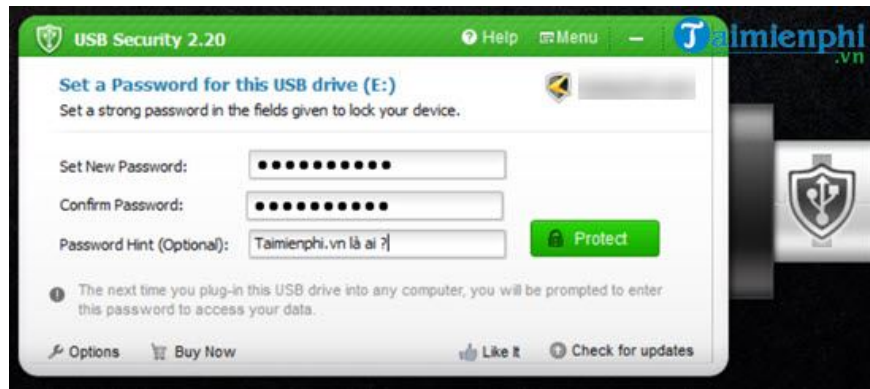 USB Security 2.20 Help Menu
Taimienphi
.vn
Set a Password for this USB drive (E:)
Set a strong password in the fields given to lock your device.
Set New Password: ●●●●●●●●●●
Confirm Password: ●●●●●●●●●●
Password Hint (Optional): Taimienphi.vn là ai ?
Protect
The next time you plug-in this USB drive into any computer, you will be prompted to enter
this password to access your data.
Options Buy Now Like It Check for updates